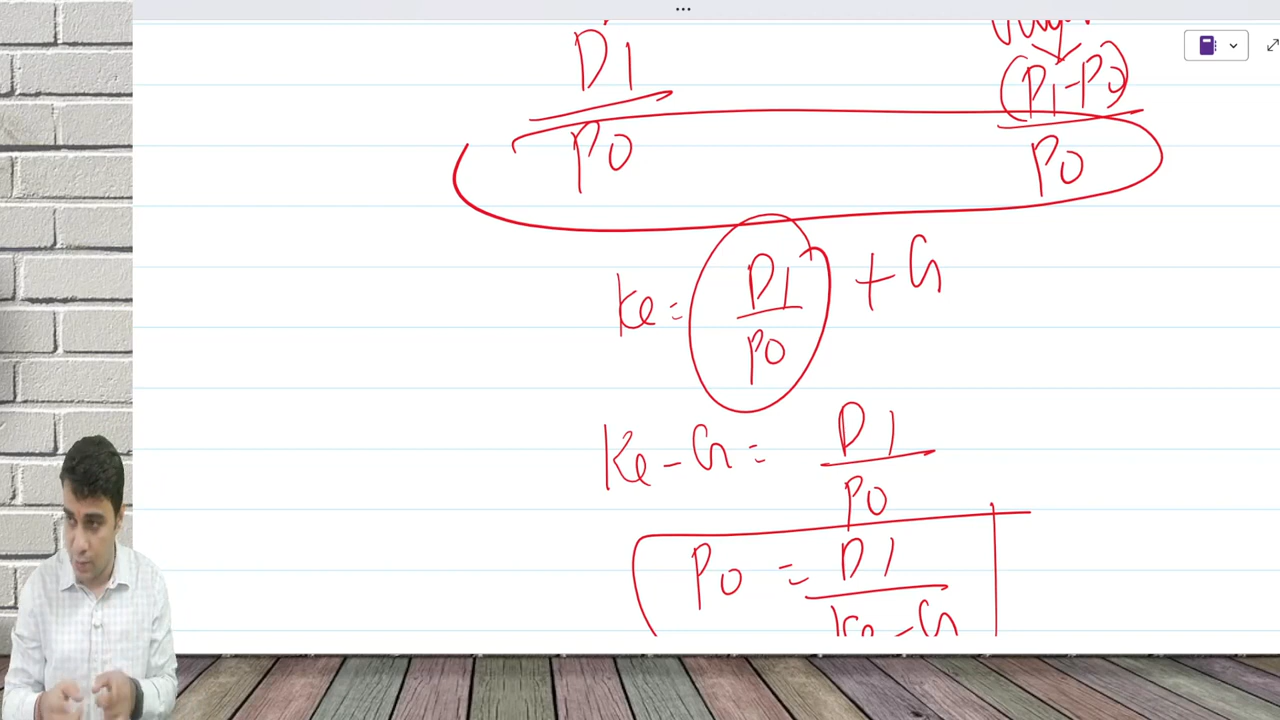 D1 (P1-P0)
P0 P0
Ke = D1/P0 + G
Ke - G = D1/P0
P0 = D1/Ke - G